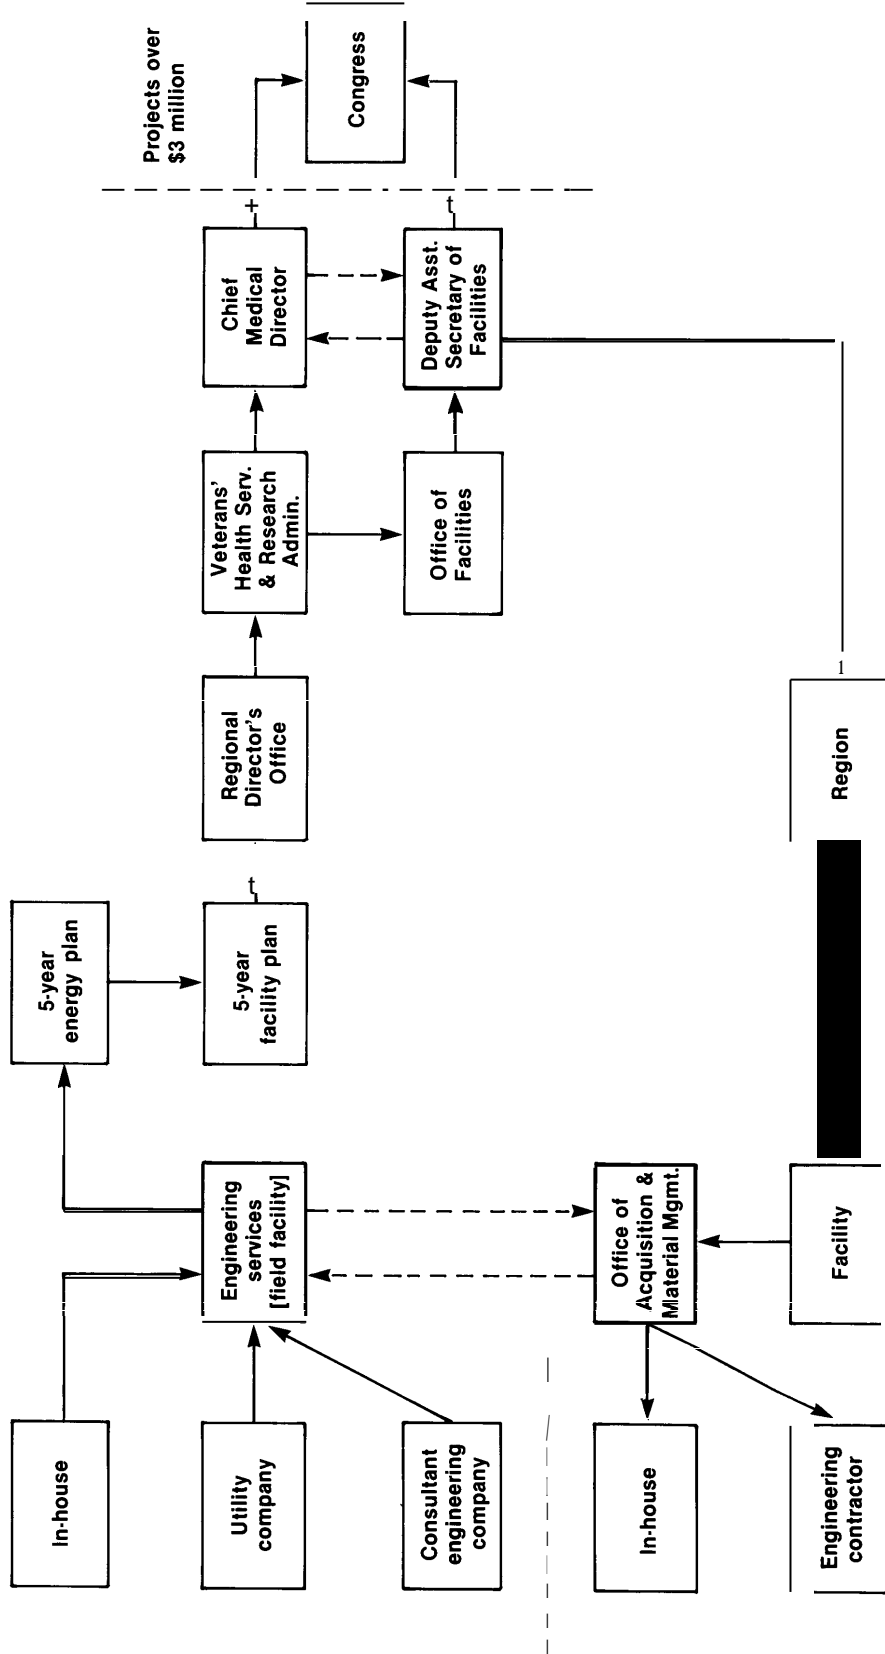 In-house
Utility
company
Consultant
engineering
company
In-house
Engineering
contractor
Engineering
services
[field facility]
Office of
Acquisition &
Material Mgmt.
Facility
5-year
energy plan
5-year
facility plan
t
Regional
Director's
Office
Region
1
Veterans'
Health Serv.
& Research
Admin.
Office of
Facilities
Chief
Medical
Director
Deputy Asst.
Secretary of
Facilities
+
t
Projects over
$3 million
Congress